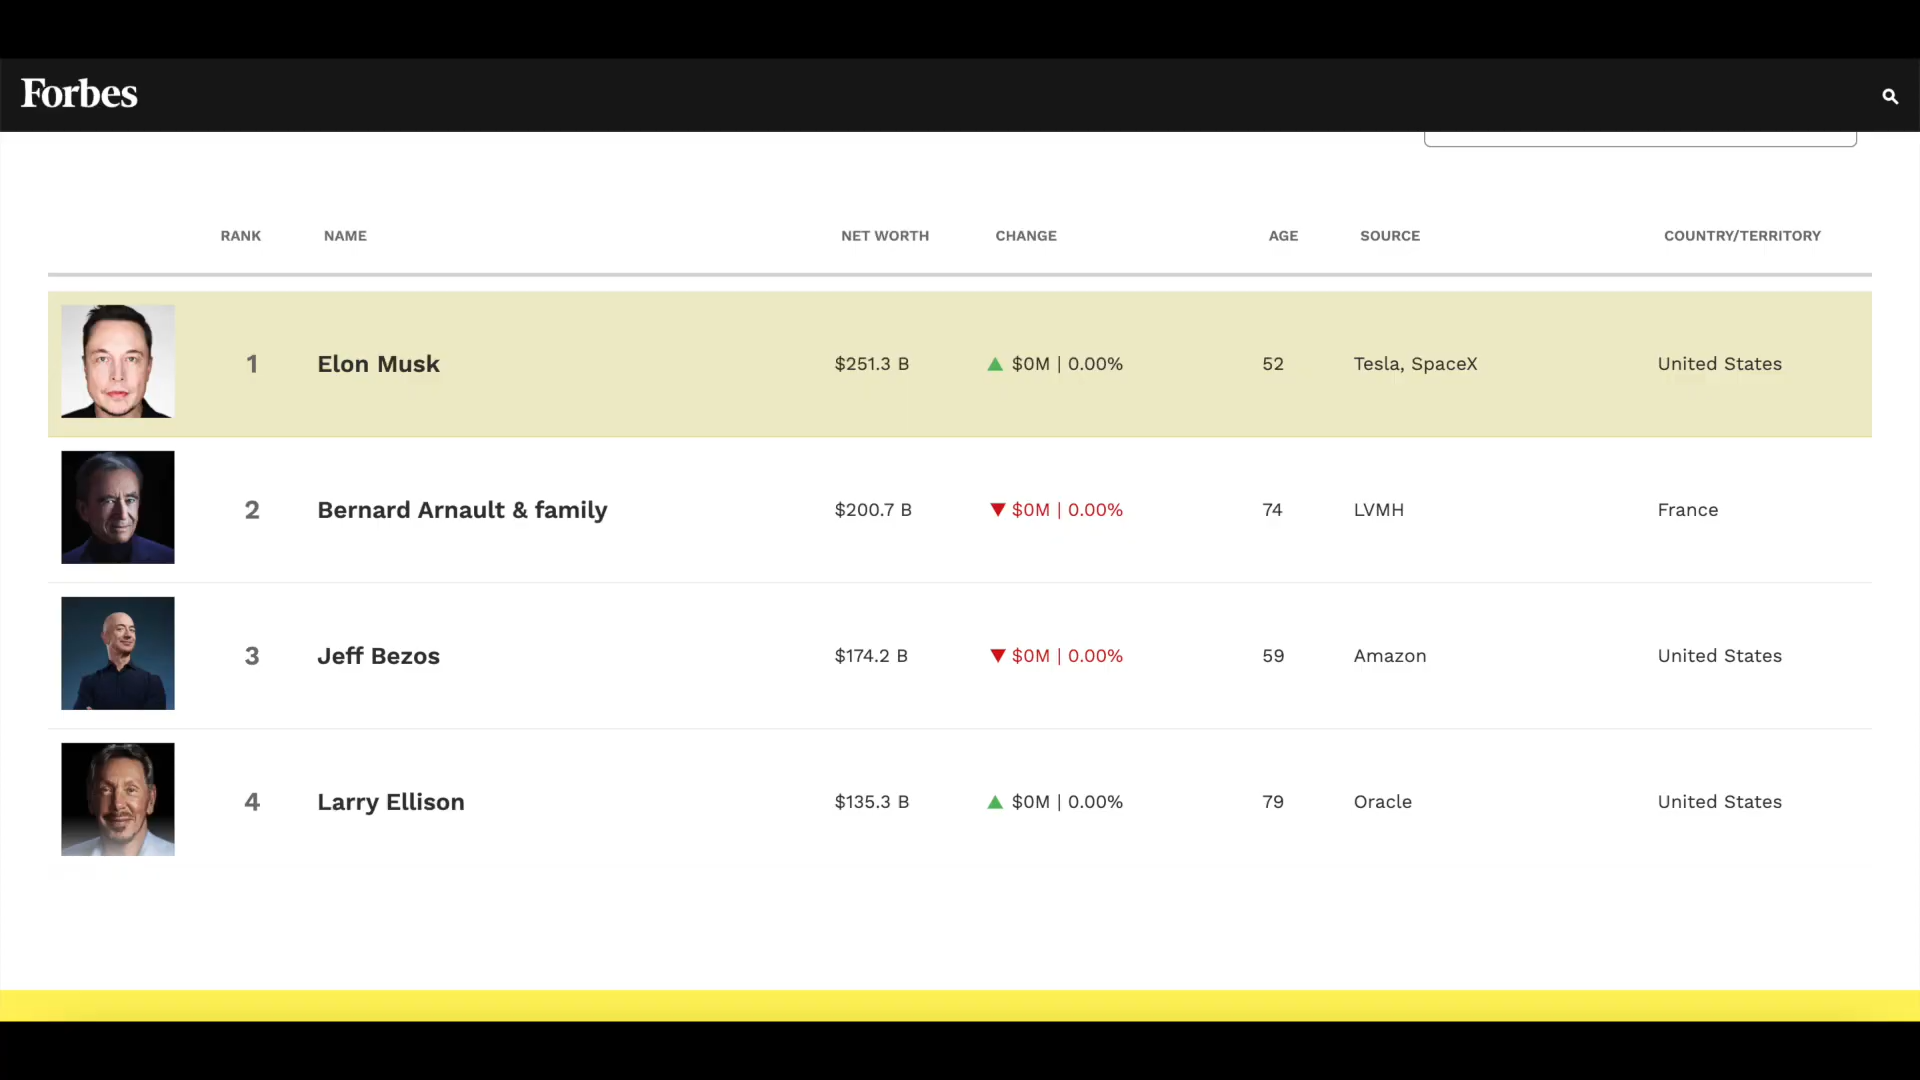 Forbes
RANK NAME NET WORTH CHANGE AGE SOURCE COUNTRY/TERRITORY
1 Elon Musk $251.3 B ▲ $0M | 0.00% 52 Tesla, SpaceX United States
2 Bernard Arnault & family $200.7 B ▼ $0M | 0.00% 74 LVMH France
3 Jeff Bezos $174.2 B ▼ $0M | 0.00% 59 Amazon United States
4 Larry Ellison $135.3 B ▲ $0M | 0.00% 79 Oracle United States